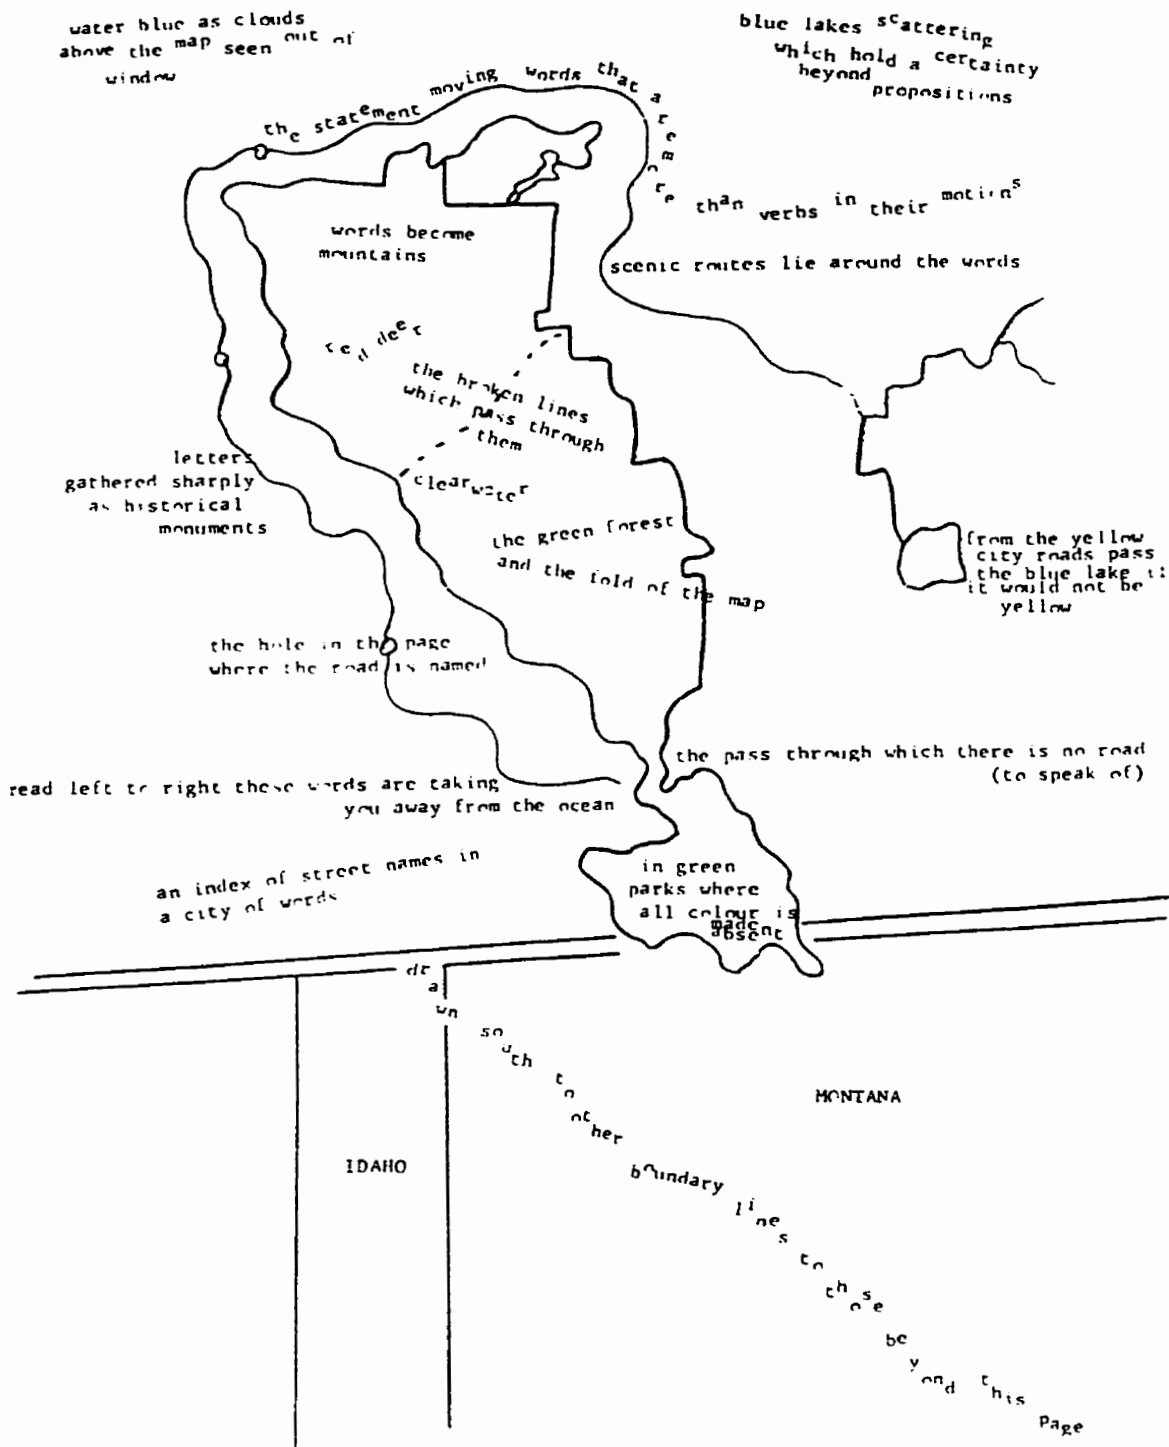 water blue as clouds
above the map seen out of
window
blue lakes scattering
which hold a certainty
beyond
propositions
the statement moving words that are more than verbs in their motions
words become
mountains
scenic routes lie around the words
red deer
the broken lines
which pass through
them
clearwater
letters
gathered sharply
as historical
monuments
the green forest
and the fold of the map
from the yellow
city roads pass
the blue lake
it would not be
yellow
the hole in the page
where the road is named
the pass through which there is no road
(to speak of)
read left to right these words are taking
you away from the ocean
an index of street names in
a city of words
in green
parks where
all colour is
made
absent
drawn south to other boundary lines to those beyond this page
MONTANA
IDAHO